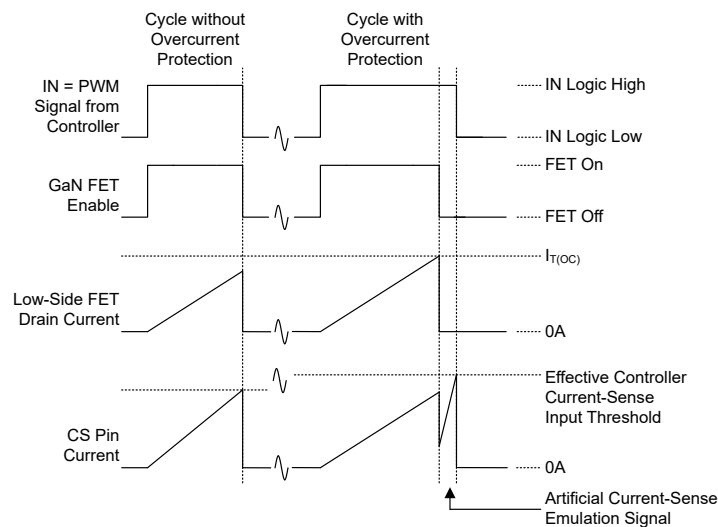 Cycle without
Overcurrent
Protection
Cycle with
Overcurrent
Protection
IN = PWM
Signal from
Controller
IN Logic High
IN Logic Low
GaN FET
Enable
FET On
FET Off
Low-Side FET
Drain Current
IT(OC)
0A
CS Pin
Current
Effective Controller
Current-Sense
Input Threshold
0A
Artificial Current-Sense
Emulation Signal